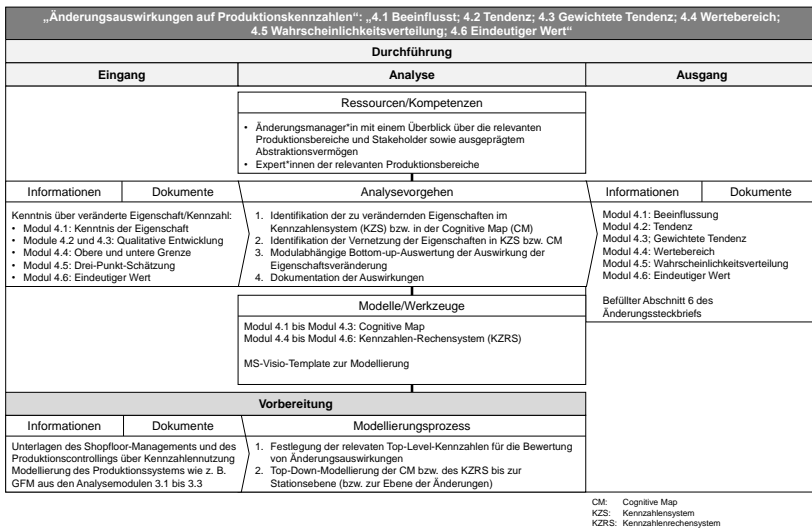 „Änderungsauswirkungen auf Produktionskennzahlen“: „4.1 Beeinflusst; 4.2 Tendenz; 4.3 Gewichtete Tendenz; 4.4 Wertebereich;
4.5 Wahrscheinlichkeitsverteilung; 4.6 Eindeutiger Wert“
Durchführung
Eingang
Analyse
Ausgang
Ressourcen/Kompetenzen
• Änderungsmanager*in mit einem Überblick über die relevanten
Produktionsbereiche und Stakeholder sowie ausgeprägtem
Abstraktionsvermögen
• Expert*innen der relevanten Produktionsbereiche
Informationen
Dokumente
Analysevorgehen
Informationen
Dokumente
Kenntnis über veränderte Eigenschaft/Kennzahl:
• Modul 4.1: Kenntnis der Eigenschaft
• Module 4.2 und 4.3: Qualitative Entwicklung
• Modul 4.4: Obere und untere Grenze
• Modul 4.5: Drei-Punkt-Schätzung
• Modul 4.6: Eindeutiger Wert
1. Identifikation der zu verändernden Eigenschaften im
Kennzahlensystem (KZS) bzw. in der Cognitive Map (CM)
2. Identifikation der Vernetzung der Eigenschaften in KZS bzw. CM
3. Modulabhängige Bottom-up-Auswertung der Auswirkung der
Eigenschaftsveränderung
4. Dokumentation der Auswirkungen
Modul 4.1: Beeinflussung
Modul 4.2: Tendenz
Modul 4.3; Gewichtete Tendenz
Modul 4.4: Wertebereich
Modul 4.5: Wahrscheinlichkeitsverteilung
Modul 4.6: Eindeutiger Wert
Befüllter Abschnitt 6 des
Änderungssteckbriefs
Modelle/Werkzeuge
Modul 4.1 bis Modul 4.3: Cognitive Map
Modul 4.4 bis Modul 4.6: Kennzahlen-Rechensystem (KZRS)
MS-Visio-Template zur Modellierung
Vorbereitung
Informationen
Dokumente
Modellierungsprozess
Unterlagen des Shopfloor-Managements und des
Produktionscontrollings über Kennzahlennutzung
Modellierung des Produktionssystems wie z. B.
GFM aus den Analysemodulen 3.1 bis 3.3
1. Festlegung der relevaten Top-Level-Kennzahlen für die Bewertung
von Änderungsauswirkungen
2. Top-Down-Modellierung der CM bzw. des KZRS bis zur
Stationsebene (bzw. zur Ebene der Änderungen)
CM: Cognitive Map
KZS: Kennzahlensystem
KZRS: Kennzahlenrechensystem